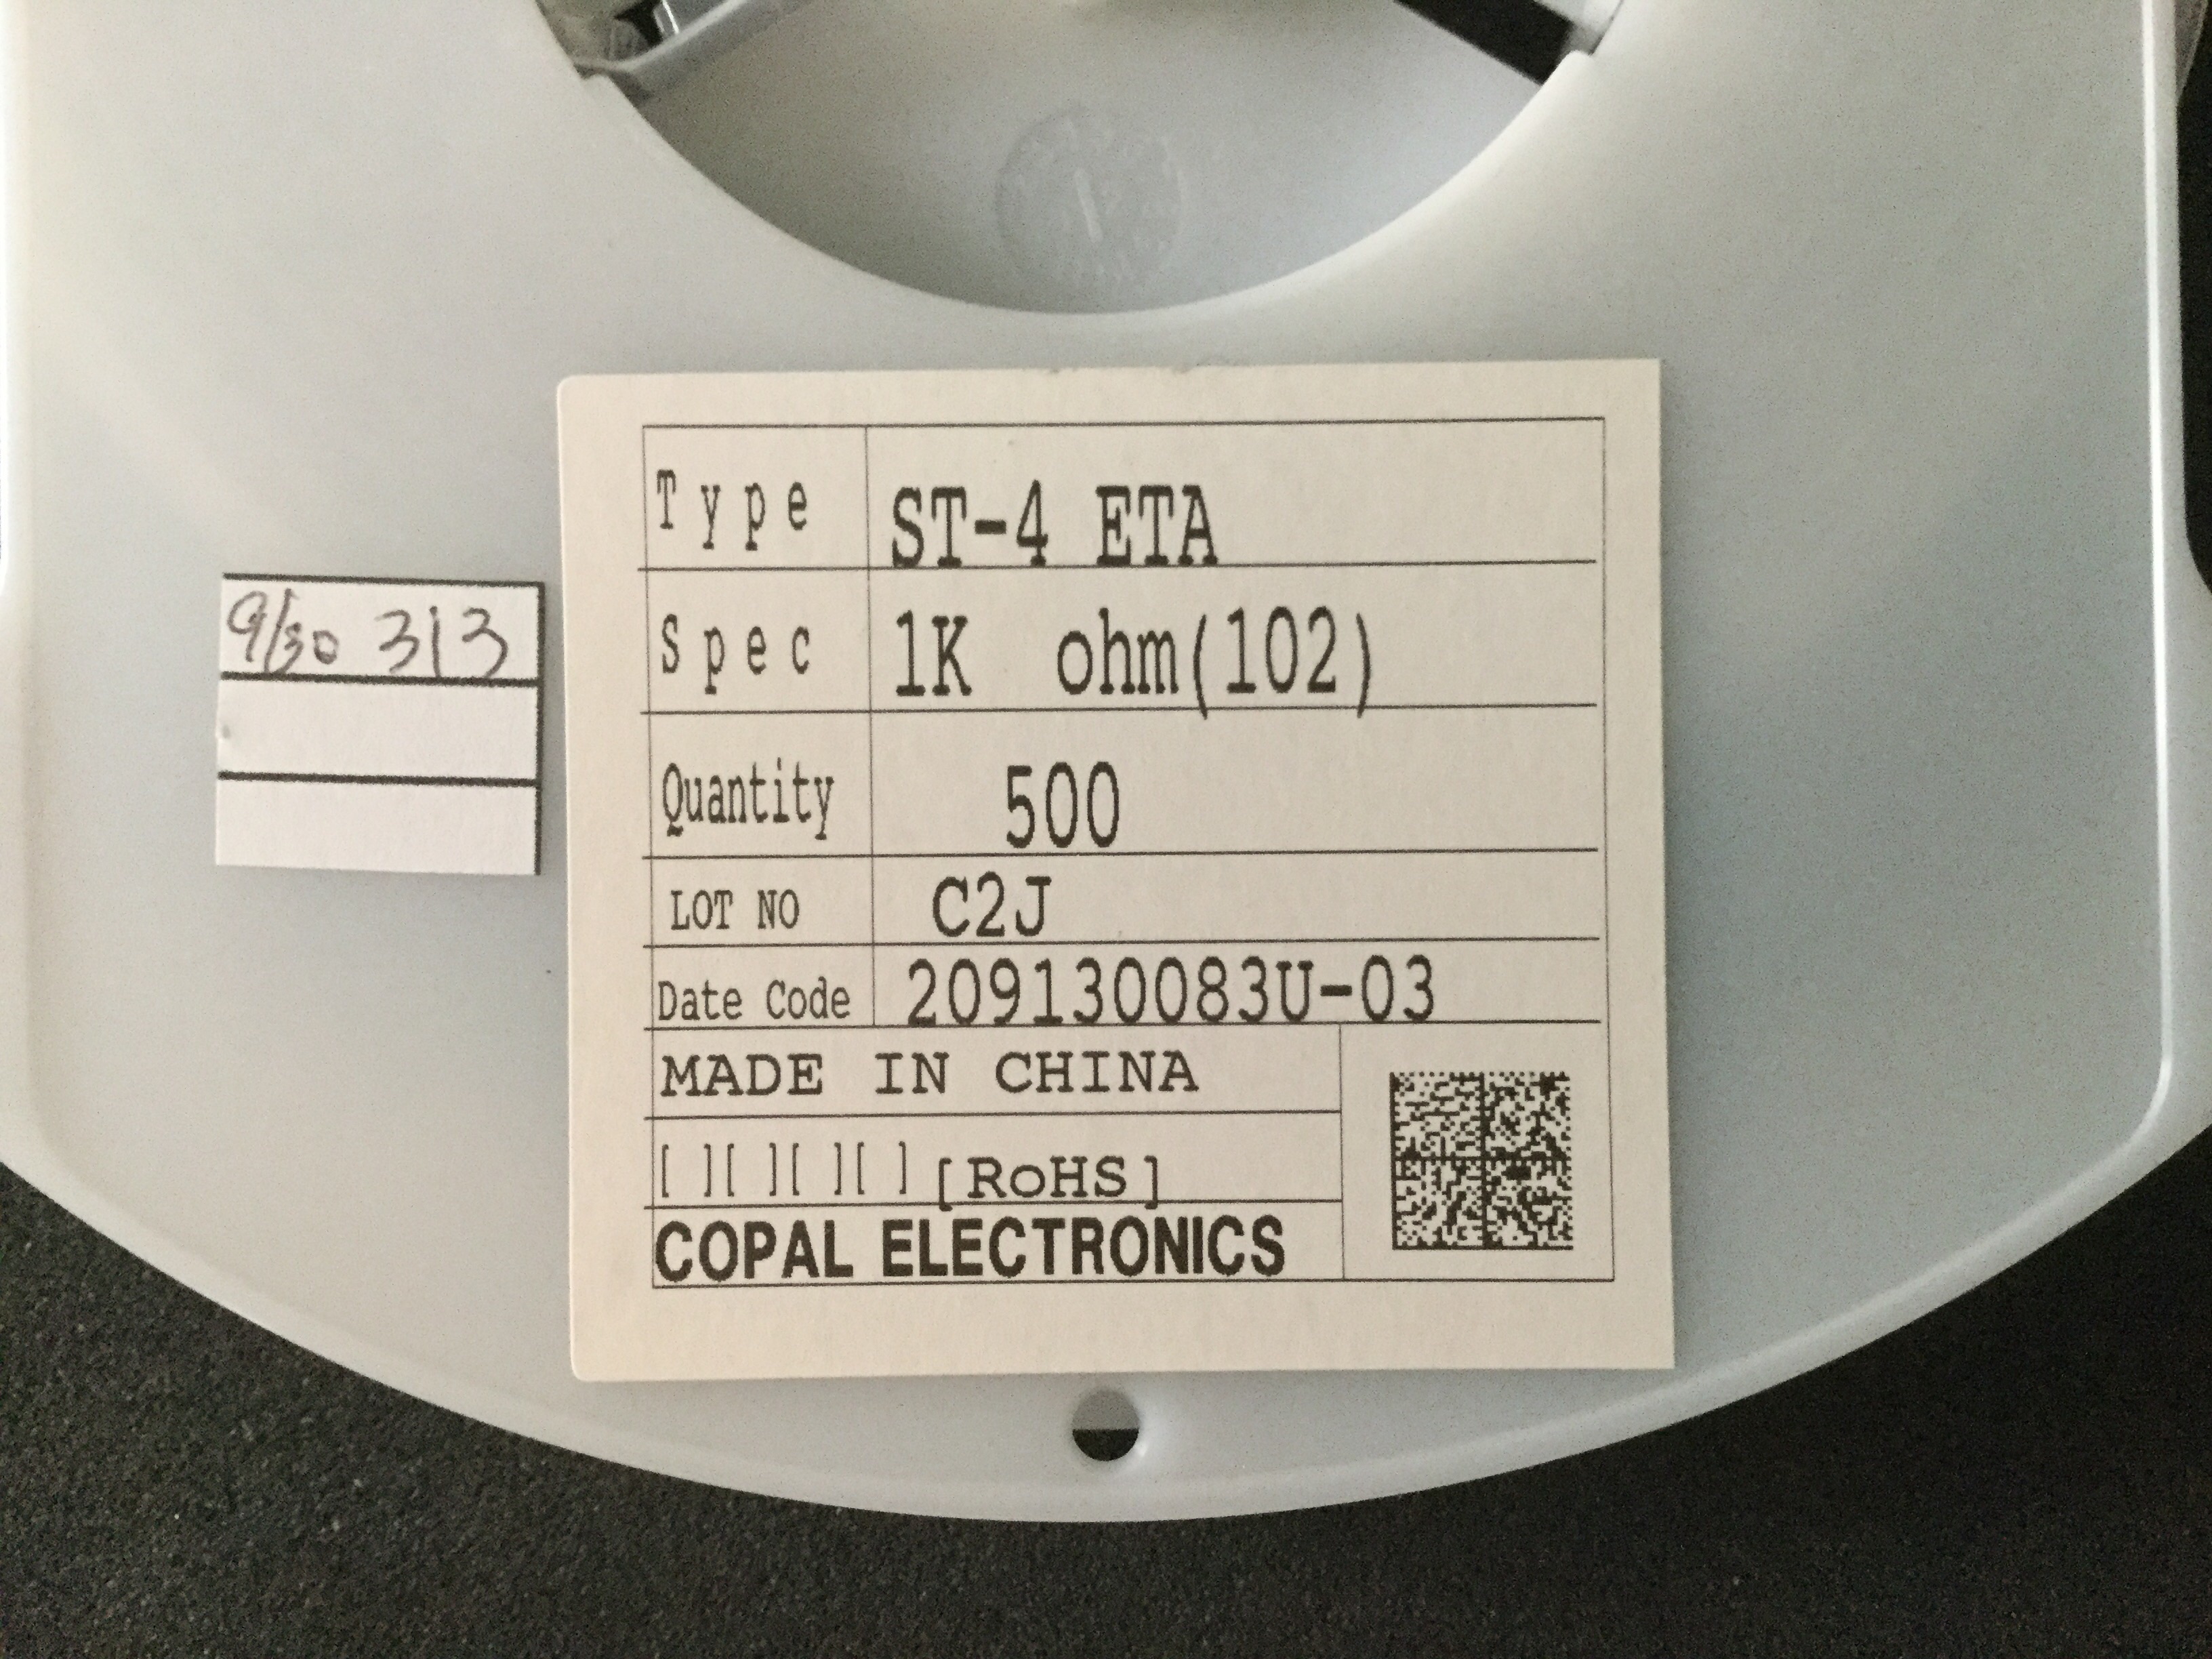 9/30 313
Type ST-4 ETA
Spec 1K ohm(102)
Quantity 500
LOT NO C2J
Date Code 209130083U-03
MADE IN CHINA
[ ][ ][ ][ ] [RoHS]
COPAL ELECTRONICS